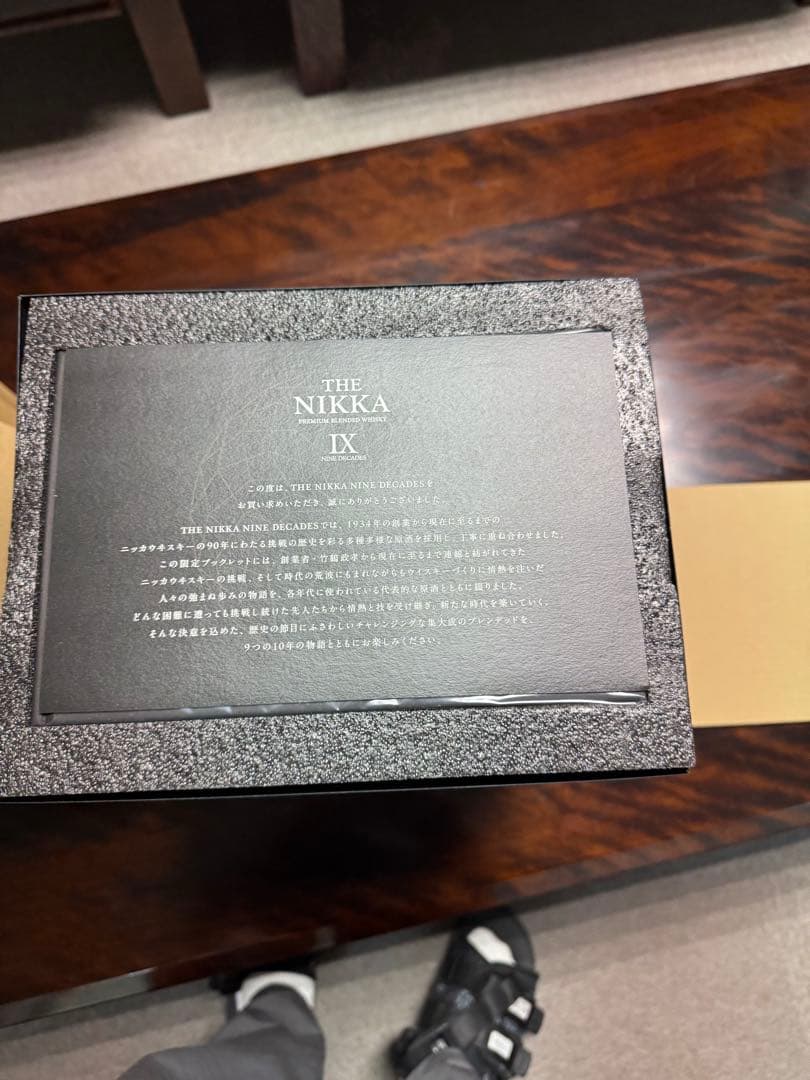 THE
NIKKA
PREMIUM BLENDED WHISKY
IX
NINE DECADES
この度は、THE NIKKA NINE DECADESを
お買い求めいただき、誠にありがとうございました。
THE NIKKA NINE DECADESでは、1934年の創業から現在に至るまでの
ニッカウヰスキーの90年にわたる挑戦の歴史を彩る多種多様な原酒を採用し、丁寧に重ね合わせました。
この限定ブックレットには、創業者・竹鶴政孝から現在に至るまで連綿と紡がれてきた
ニッカウヰスキーの挑戦、そして時代の荒波にもまれながらもウイスキーづくりに情熱を注いだ
人々の強まぬ歩みの物語を、各年代に使われている代表的な原酒とともに綴りました。
どんな困難に遭っても挑戦し続けた先人たちから情熱と技を受け継ぎ、新たな時代を築いていく。
そんな決意を込めた、歴史の節目にふさわしいチャレンジングな集大成のブレンデッドを、
9つの10年の物語とともにお楽しみください。